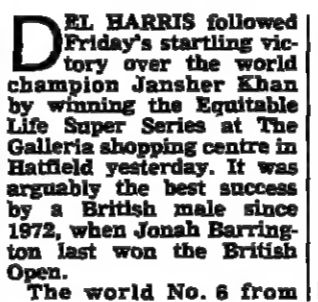 DEL HARRIS followed
Friday's startling vic-
tory over the world
champion Jansher Khan
by winning the Equitable
Life Super Series at The
Galleria shopping centre in
Hatfield yesterday. It was
arguably the best success
by a British male since
1972, when Jonah Barring-
ton last won the British
Open.
The world No. 6 from